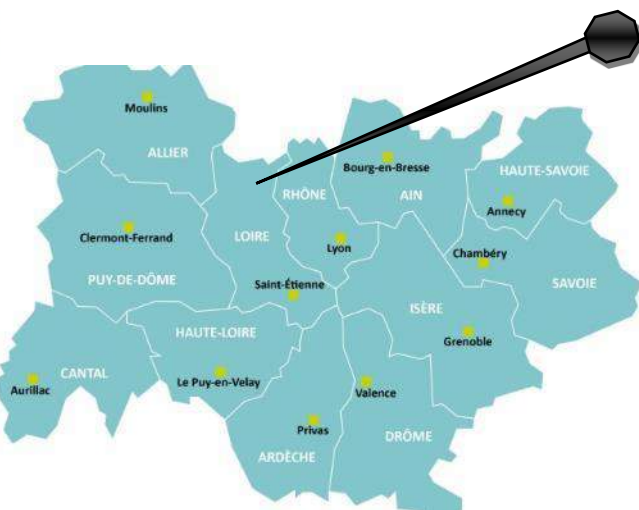 Moulins
ALLIER
Bourg-en-Bresse
HAUTE-SAVOIE
RHÔNE
AIN
Annecy
Clermont-Ferrand
LOIRE
Lyon
Chambéry
PUY-DE-DÔME
Saint-Étienne
SAVOIE
ISÈRE
HAUTE-LOIRE
Grenoble
CANTAL
Aurillac
Le Puy-en-Velay
Valence
Privas
DRÔME
ARDÈCHE